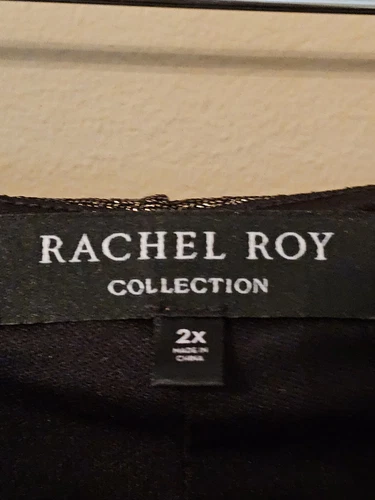 RACHEL ROY
COLLECTION
2X
MADE IN
CHINA